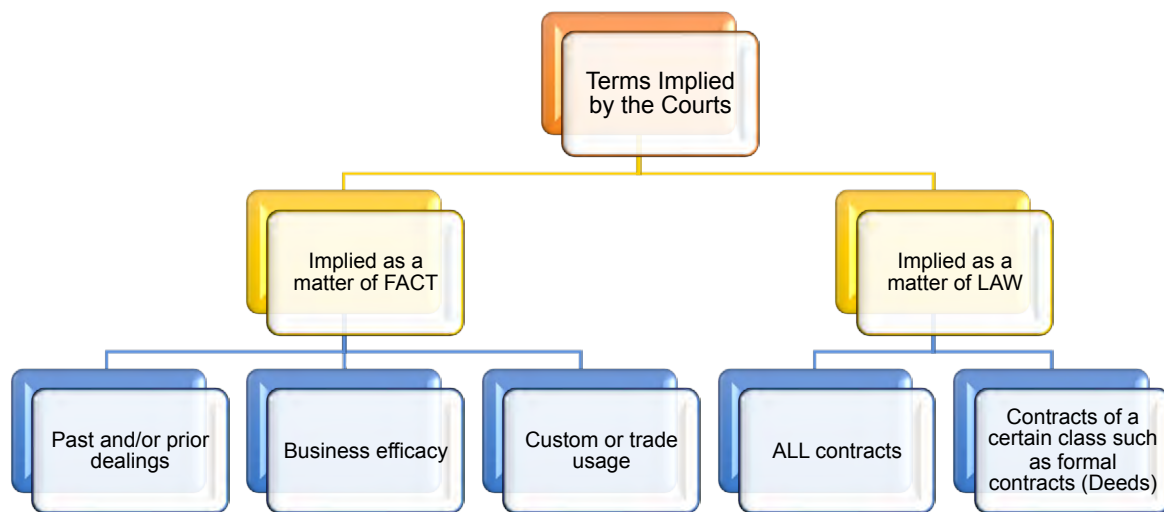 Terms Implied
by the Courts
Implied as a
matter of FACT
Implied as a
matter of LAW
Past and/or prior
dealings
Business efficacy
Custom or trade
usage
ALL contracts
Contracts of a
certain class such
as formal
contracts (Deeds)